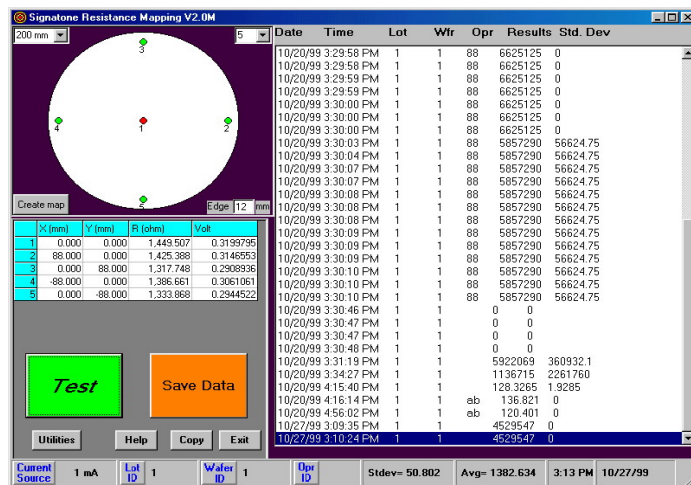 Signatone Resistance Mapping V2.0M
200 mm
5
3
4
1
2
5
Create map
Edge 12 mm
X (mm) Y (mm) R (ohm) Volt
1 0.000 0.000 1,449.507 0.3199795
2 88.000 0.000 1,425.388 0.3146553
3 0.000 88.000 1,317.748 0.2908936
4 -88.000 0.000 1,386.661 0.3061061
5 0.000 -88.000 1,333.868 0.2944522
Test
Save Data
Utilities
Help
Copy
Exit
Date Time Lot Wfr Opr Results Std. Dev
10/20/99 3:29:58 PM 1 1 88 6625125 0
10/20/99 3:29:58 PM 1 1 88 6625125 0
10/20/99 3:29:59 PM 1 1 88 6625125 0
10/20/99 3:29:59 PM 1 1 88 6625125 0
10/20/99 3:30:00 PM 1 1 88 6625125 0
10/20/99 3:30:00 PM 1 1 88 6625125 0
10/20/99 3:30:00 PM 1 1 88 6625125 0
10/20/99 3:30:03 PM 1 1 88 5857290 56624.75
10/20/99 3:30:04 PM 1 1 88 5857290 56624.75
10/20/99 3:30:07 PM 1 1 88 5857290 56624.75
10/20/99 3:30:07 PM 1 1 88 5857290 56624.75
10/20/99 3:30:08 PM 1 1 88 5857290 56624.75
10/20/99 3:30:08 PM 1 1 88 5857290 56624.75
10/20/99 3:30:08 PM 1 1 88 5857290 56624.75
10/20/99 3:30:09 PM 1 1 88 5857290 56624.75
10/20/99 3:30:09 PM 1 1 88 5857290 56624.75
10/20/99 3:30:09 PM 1 1 88 5857290 56624.75
10/20/99 3:30:10 PM 1 1 88 5857290 56624.75
10/20/99 3:30:10 PM 1 1 88 5857290 56624.75
10/20/99 3:30:10 PM 1 1 88 5857290 56624.75
10/20/99 3:30:46 PM 1 1 0 0
10/20/99 3:30:47 PM 1 1 0 0
10/20/99 3:30:47 PM 1 1 0 0
10/20/99 3:30:48 PM 1 1 0 0
10/20/99 3:31:19 PM 1 1 5922069 360932.1
10/20/99 3:34:27 PM 1 1 1136715 2261760
10/20/99 4:15:40 PM 1 1 128.3265 1.9285
10/20/99 4:16:14 PM 1 1 ab 136.821 0
10/20/99 4:56:02 PM 1 1 ab 120.401 0
10/27/99 3:09:35 PM 1 1 4529547 0
10/27/99 3:10:24 PM 1 1 4529547 0
Current Source 1 mA
Lot ID 1
Wafer ID 1
Opr ID
Stdev= 50.802
Avg= 1382.634
3:13 PM
10/27/99